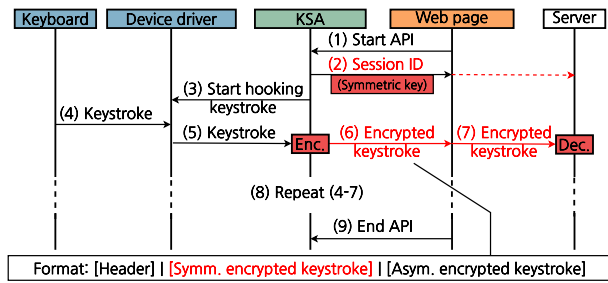 Keyboard Device driver KSA Web page Server
(1) Start API
(2) Session ID
(Symmetric key)
(3) Start hooking
keystroke
(4) Keystroke
(5) Keystroke
Enc.
(6) Encrypted
keystroke
(7) Encrypted
keystroke
Dec.
(8) Repeat (4-7)
(9) End API
Format: [Header] | [Symm. encrypted keystroke] | [Asym. encrypted keystroke]